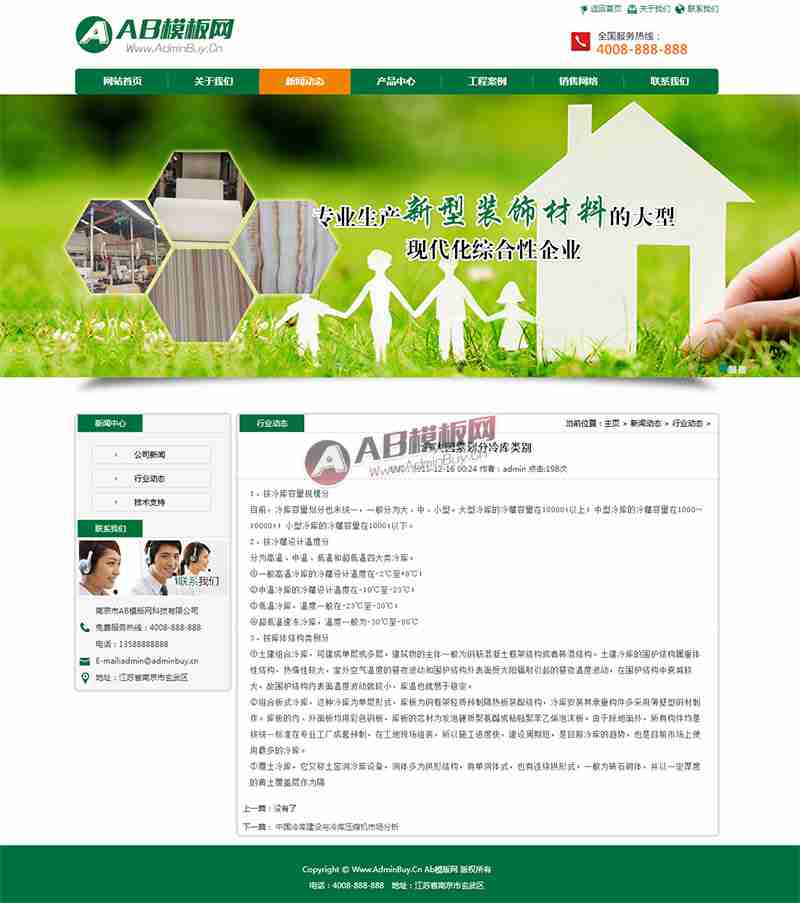 返回首页 关于我们 联系我们
AB模板网
Www.AdminBuy.Cn
全国服务热线：
4008-888-888
网站首页 关于我们 新闻动态 产品中心 工程案例 销售网络 联系我们
专业生产新型装饰材料的大型
现代化综合性企业
新闻中心
公司新闻
行业动态
技术支持
联系我们
联系我们
南京市AB模板网科技有限公司
免费服务热线：4008-888-888
电话：13588888888
E-mail:admin@adminbuy.cn
地址：江苏省南京市玄武区
行业动态
当前位置：主页 > 新闻动态 > 行业动态 >
AB模板网
Www.AdminBuy.Cn
划分冷库类别
2011-12-16 00:24 作者：admin 点击:198次
1、按冷库容量规模分
目前，冷库容量划分也未统一，一般分为大、中、小型。大型冷库的冷藏容量在10000t以上；中型冷库的冷藏容量在1000~
10000t；小型冷库的冷藏容量在1000t以下。
2、按冷藏设计温度分
分为高温、中温、低温和超低温四大类冷库。
①一般高温冷库的冷藏设计温度在-2℃至+8℃；
②中温冷库的冷藏设计温度在-10℃至-23℃；
③低温冷库，温度一般在-23℃至-30℃；
④超低温速冻冷库，温度一般为-30℃至-80℃
3、按库体结构类别分
①土建组合冷库，可建成单层或多层，建筑物的主体一般为钢筋混凝土框架结构或者砖混结构。土建冷库的围护结构属重体
性结构，热惰性较大，室外空气温度的昼夜波动和围护结构外表面受太阳辐射引起的昼夜温度波动，在围护结构中衰减较
大，故围护结构内表面温度波动就较小，库温也就易于稳定。
②组合板式冷库，这种冷库为单层形式，库板为钢框架轻质预制隔热板装配结构，冷库安装其承重构件多采用薄壁型钢材制
作。库板的内、外面板均用彩色钢板，库板的芯材为发泡硬质聚氨酯或粘贴聚苯乙烯泡沫板。由于除地面外，所有构件均是
按统一标准在专业工厂成套预制，在工地现场组装，所以施工进度快，建设周期短，是目前冷库的趋势，也是目前市场上使
用最多的冷库。
③覆土冷库，它又称土窑洞冷库设备，洞体多为拱形结构，有单洞体式，也有连续拱形式。一般为砖石砌体，并以一定厚度
的黄土覆盖层作为隔
上一篇：没有了
下一篇：中国冷库建设与冷库压缩机市场分析
Copyright © Www.AdminBuy.Cn Ab模板网 版权所有
电话：4008-888-888 地址：江苏省南京市玄武区